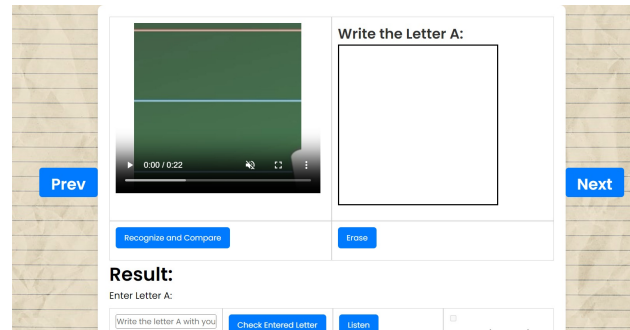 Write the Letter A:
0:00 / 0:22
Prev
Next
Recognize and Compare
Erase
Result:
Enter Letter A:
Write the letter A with you
Check Entered Letter
Listen